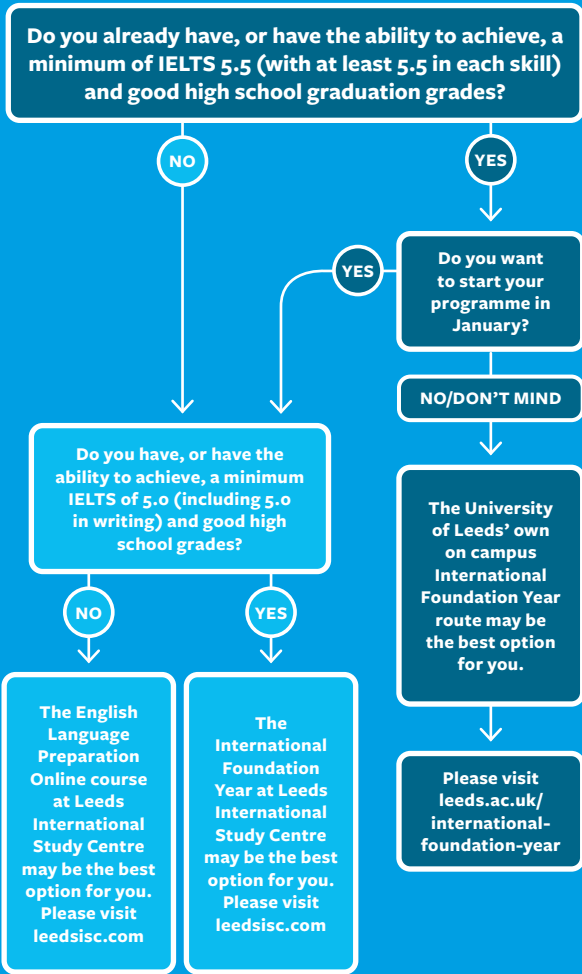 Do you already have, or have the ability to achieve, a
minimum of IELTS 5.5 (with at least 5.5 in each skill)
and good high school graduation grades?
NO
YES
Do you want
to start your
programme in
January?
YES
NO/DON’T MIND
Do you have, or have the
ability to achieve, a minimum
IELTS of 5.0 (including 5.0
in writing) and good high
school grades?
The University
of Leeds’ own
on campus
International
Foundation Year
route may be
the best option
for you.
NO
YES
The English
Language
Preparation
Online course
at Leeds
International
Study Centre
may be the best
option for you.
Please visit
leedsisc.com
The
International
Foundation
Year at Leeds
International
Study Centre
may be the best
option for you.
Please visit
leedsisc.com
Please visit
leeds.ac.uk/
international-
foundation-year